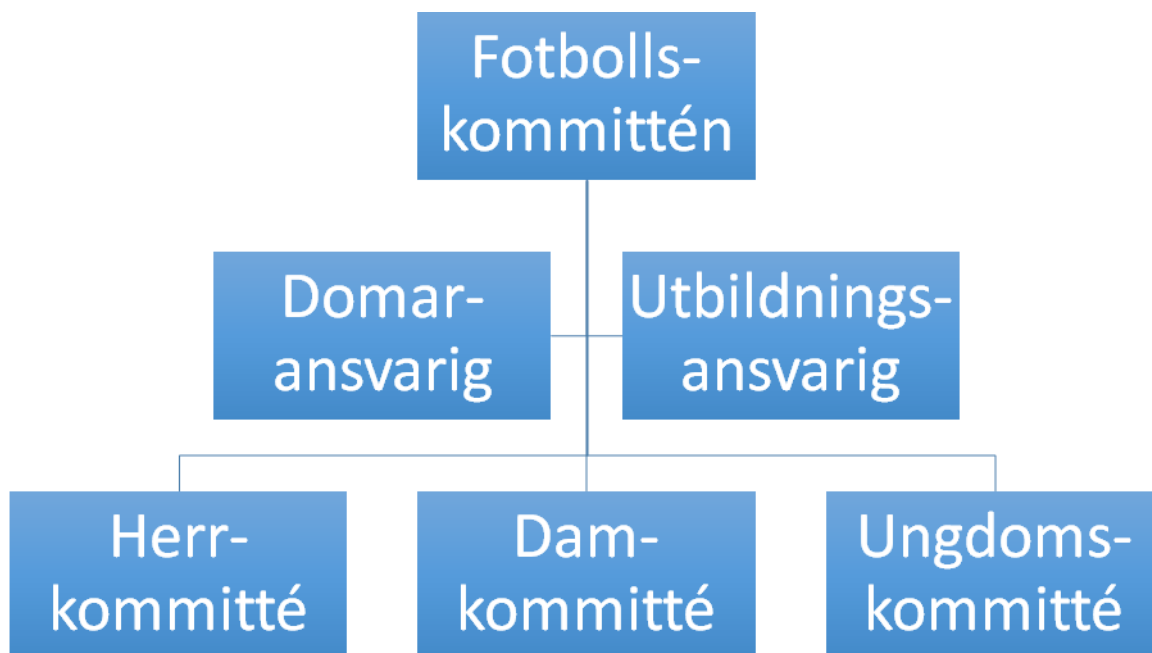 Fotbolls-
kommittén
Domar-
ansvarig
Utbildnings-
ansvarig
Herr-
kommitté
Dam-
kommitté
Ungdoms-
kommitté